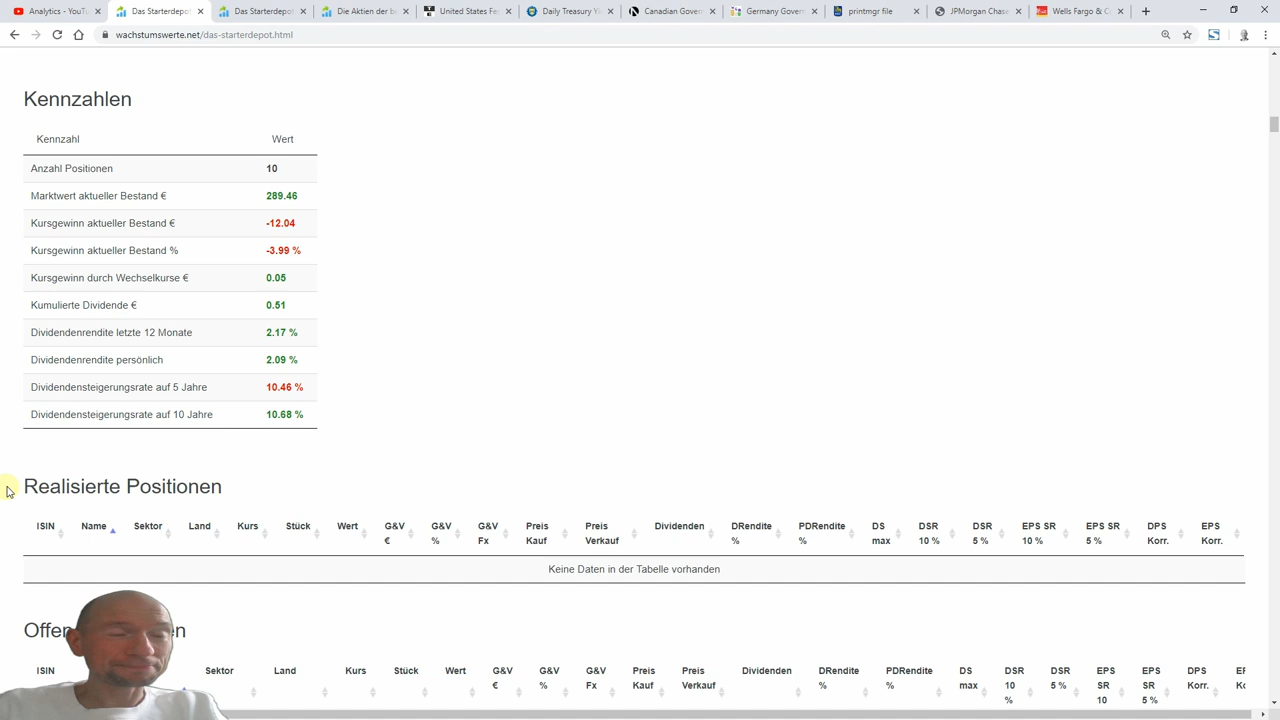 Analytics - YouTu
Das Starterdepot
Das Starterdepot
Die Aktien der b
United States Fe
Daily Treasury Yi
Canadian Gover
Germany Govern
printmgr file
JPMorgan Chase
Wells Fargo & C
wachstumswerte.net/das-starterdepot.html
Kennzahlen
Kennzahl Wert
Anzahl Positionen 10
Marktwert aktueller Bestand € 289.46
Kursgewinn aktueller Bestand € -12.04
Kursgewinn aktueller Bestand % -3.99 %
Kursgewinn durch Wechselkurse € 0.05
Kumulierte Dividende € 0.51
Dividendenrendite letzte 12 Monate 2.17 %
Dividendenrendite persönlich 2.09 %
Dividendensteigerungsrate auf 5 Jahre 10.46 %
Dividendensteigerungsrate auf 10 Jahre 10.68 %
Realisierte Positionen
ISIN Name Sektor Land Kurs Stück Wert G&V € G&V % G&V Fx Preis Kauf Preis Verkauf Dividenden DRendite % PDRendite % DS max DSR 10 % DSR 5 % EPS SR 10 % EPS SR 5 % DPS Korr. EPS Korr.
Keine Daten in der Tabelle vorhanden
Offen en
ISIN Sektor Land Kurs Stück Wert G&V € G&V % G&V Fx Preis Kauf Preis Verkauf Dividenden DRendite % PDRendite % DS max DSR 10 % DSR 5 % EPS SR 10 EPS SR 5 % DPS Korr.